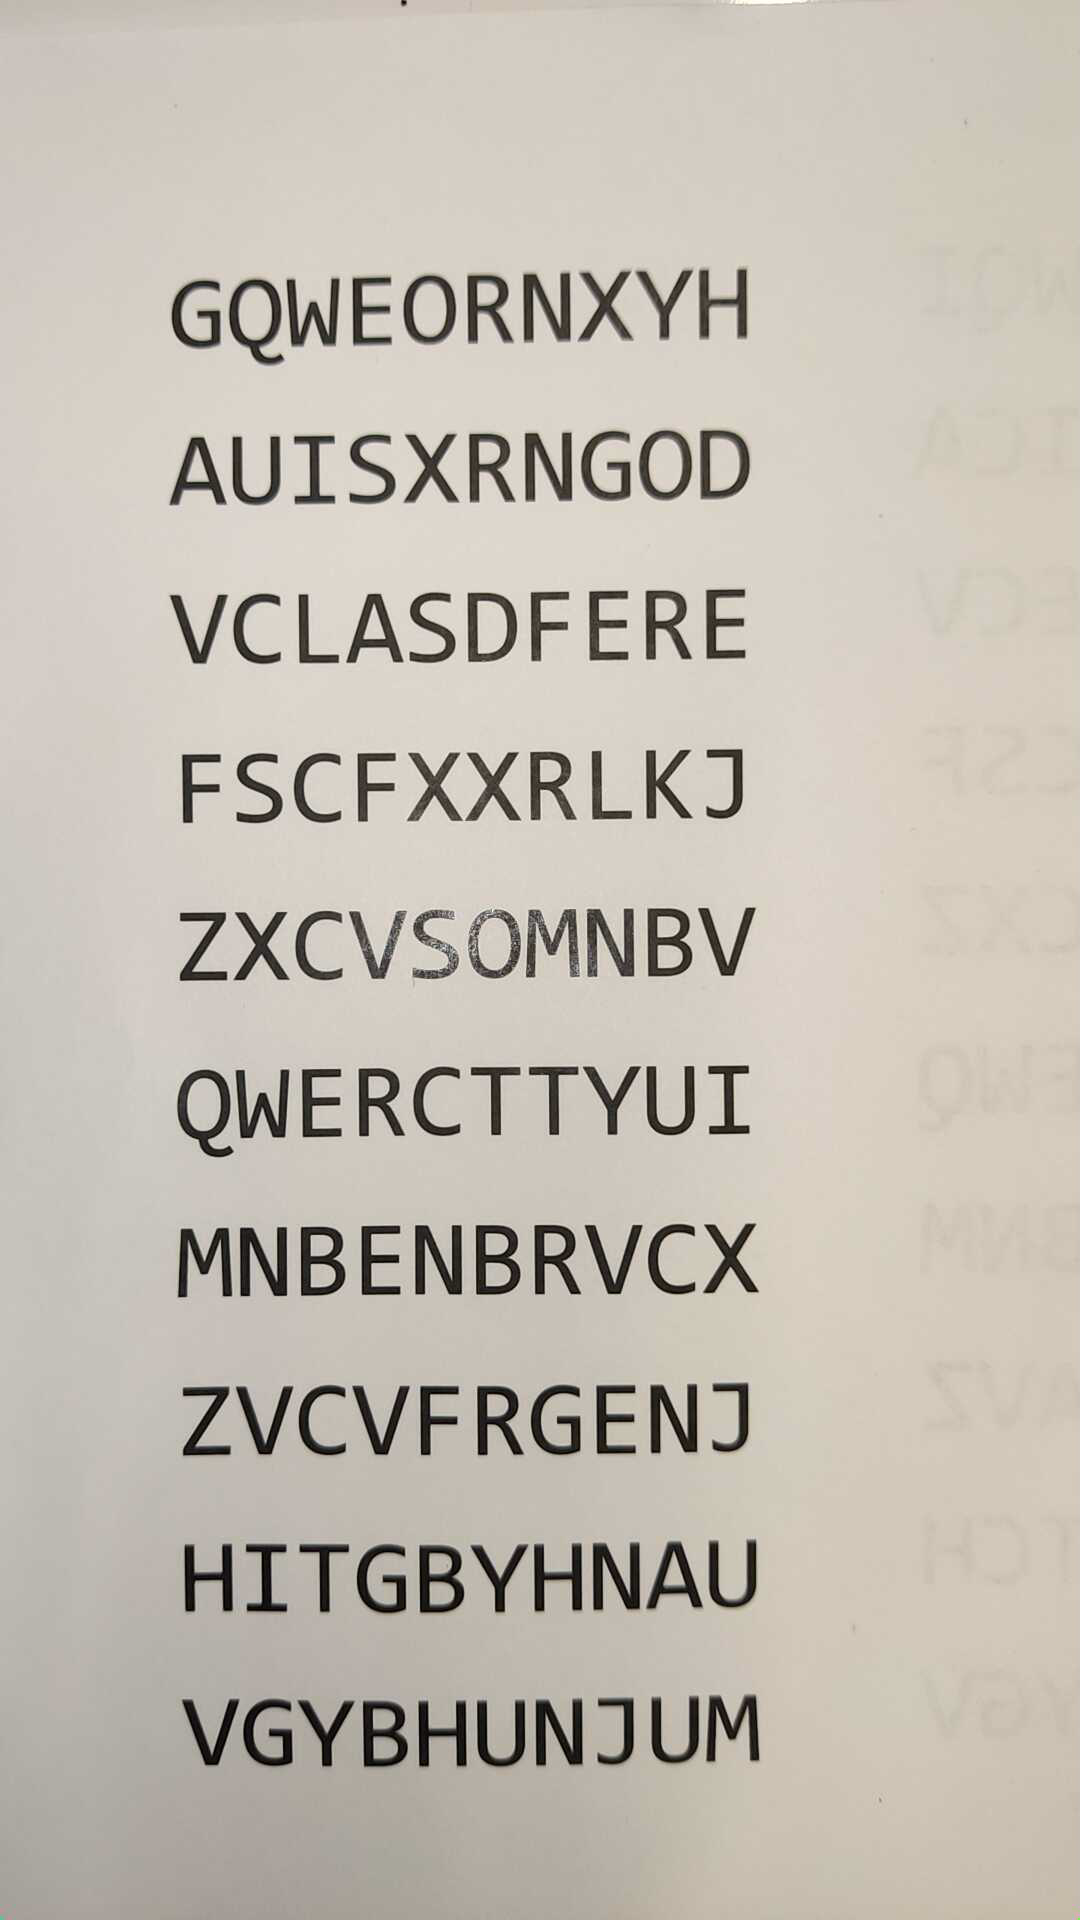 GQWEORNXYH
AUISXRNGOD
VCLASDFERE
FSCFXXRLKJ
ZXCVSOMNBV
QWERCTTYUI
MNBENBRVCX
ZVCVFRGENJ
HITGBYHNAU
VGYBHUNJUM